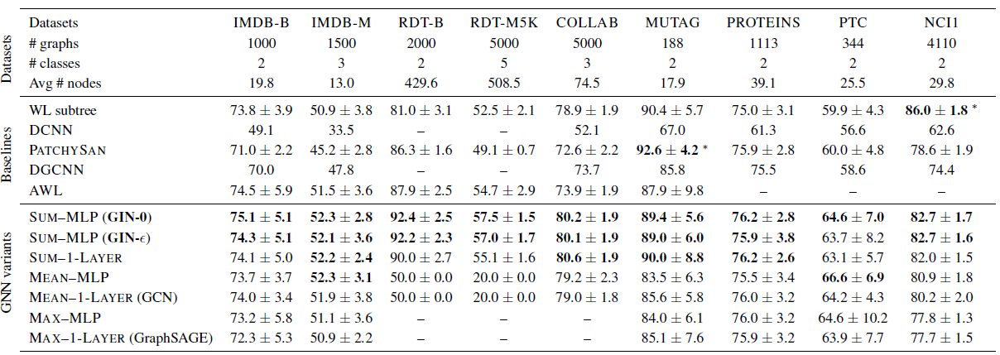 Datasets
Datasets IMDB-B IMDB-M RDT-B RDT-M5K COLLAB MUTAG PROTEINS PTC NCI1
# graphs 1000 1500 2000 5000 5000 188 1113 344 4110
# classes 2 3 2 5 3 2 2 2 2
Avg # nodes 19.8 13.0 429.6 508.5 74.5 17.9 39.1 25.5 29.8
Baselines
WL subtree 73.8 ± 3.9 50.9 ± 3.8 81.0 ± 3.1 52.5 ± 2.1 78.9 ± 1.9 90.4 ± 5.7 75.0 ± 3.1 59.9 ± 4.3 86.0 ± 1.8 *
DCNN 49.1 33.5 – – 52.1 67.0 61.3 56.6 62.6
PATCHYSAN 71.0 ± 2.2 45.2 ± 2.8 86.3 ± 1.6 49.1 ± 0.7 72.6 ± 2.2 92.6 ± 4.2 * 75.9 ± 2.8 60.0 ± 4.8 78.6 ± 1.9
DGCNN 70.0 47.8 – – 73.7 85.8 75.5 58.6 74.4
AWL 74.5 ± 5.9 51.5 ± 3.6 87.9 ± 2.5 54.7 ± 2.9 73.9 ± 1.9 87.9 ± 9.8 – – –
GNN variants
SUM–MLP (GIN-0) 75.1 ± 5.1 52.3 ± 2.8 92.4 ± 2.5 57.5 ± 1.5 80.2 ± 1.9 89.4 ± 5.6 76.2 ± 2.8 64.6 ± 7.0 82.7 ± 1.7
SUM–MLP (GIN-ϵ) 74.3 ± 5.1 52.1 ± 3.6 92.2 ± 2.3 57.0 ± 1.7 80.1 ± 1.9 89.0 ± 6.0 75.9 ± 3.8 63.7 ± 8.2 82.7 ± 1.6
SUM–1-LAYER 74.1 ± 5.0 52.2 ± 2.4 90.0 ± 2.7 55.1 ± 1.6 80.6 ± 1.9 90.0 ± 8.8 76.2 ± 2.6 63.1 ± 5.7 82.0 ± 1.5
MEAN–MLP 73.7 ± 3.7 52.3 ± 3.1 50.0 ± 0.0 20.0 ± 0.0 79.2 ± 2.3 83.5 ± 6.3 75.5 ± 3.4 66.6 ± 6.9 80.9 ± 1.8
MEAN–1-LAYER (GCN) 74.0 ± 3.4 51.9 ± 3.8 50.0 ± 0.0 20.0 ± 0.0 79.0 ± 1.8 85.6 ± 5.8 76.0 ± 3.2 64.2 ± 4.3 80.2 ± 2.0
MAX–MLP 73.2 ± 5.8 51.1 ± 3.6 – – – 84.0 ± 6.1 76.0 ± 3.2 64.6 ± 10.2 77.8 ± 1.3
MAX–1-LAYER (GraphSAGE) 72.3 ± 5.3 50.9 ± 2.2 – – – 85.1 ± 7.6 75.9 ± 3.2 63.9 ± 7.7 77.7 ± 1.5